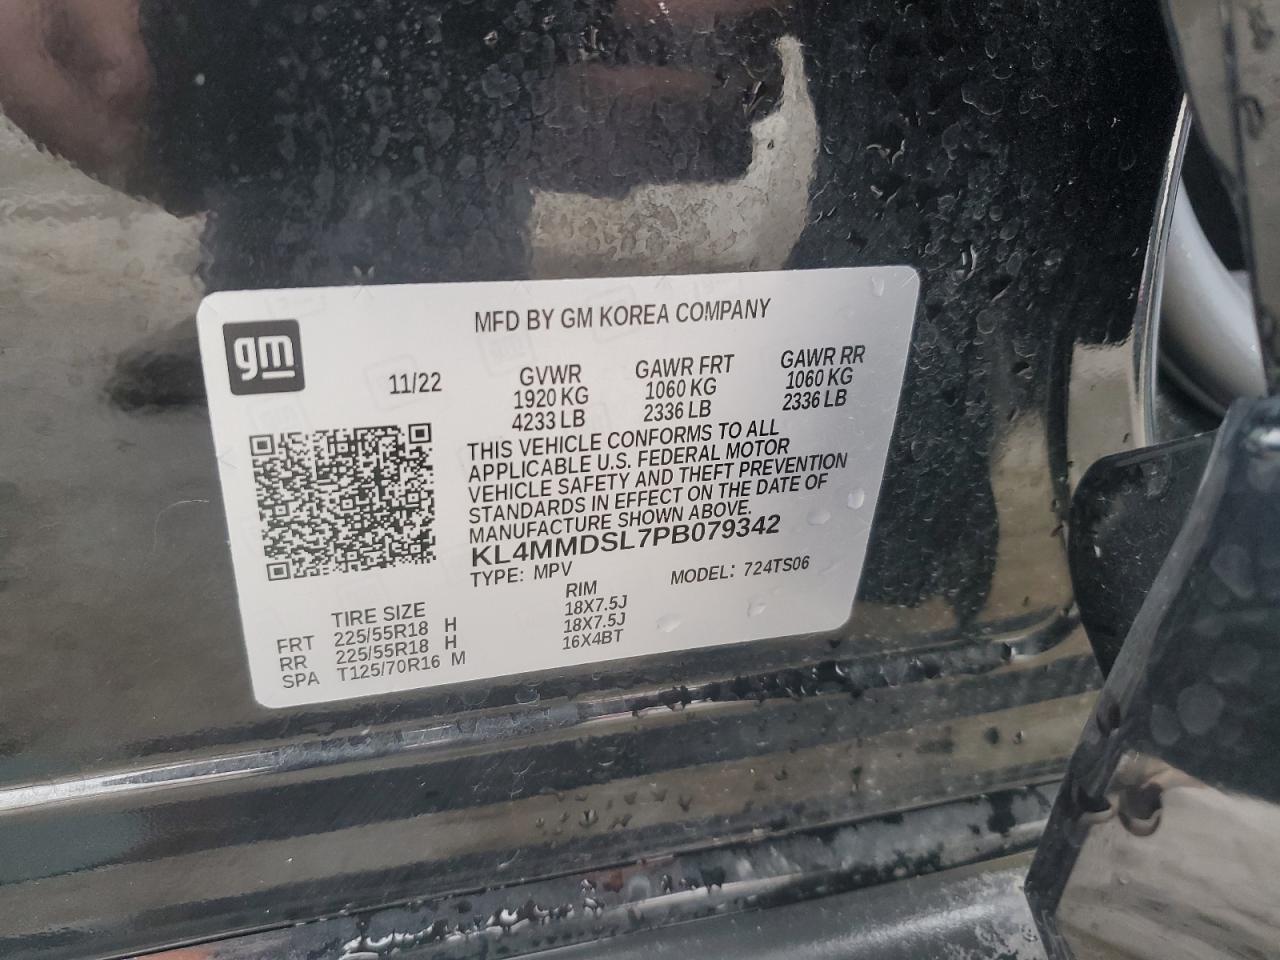 gm
MFD BY GM KOREA COMPANY
11/22
GVWR
1920 KG
4233 LB
GAWR FRT
1060 KG
2336 LB
GAWR RR
1060 KG
2336 LB
THIS VEHICLE CONFORMS TO ALL
APPLICABLE U.S. FEDERAL MOTOR
VEHICLE SAFETY AND THEFT PREVENTION
STANDARDS IN EFFECT ON THE DATE OF
MANUFACTURE SHOWN ABOVE.
KL4MMDSL7PB079342
TYPE: MPV MODEL: 724TS06
TIRE SIZE RIM
FRT 225/55R18 H 18X7.5J
RR 225/55R18 H 18X7.5J
SPA T125/70R16 M 16X4BT